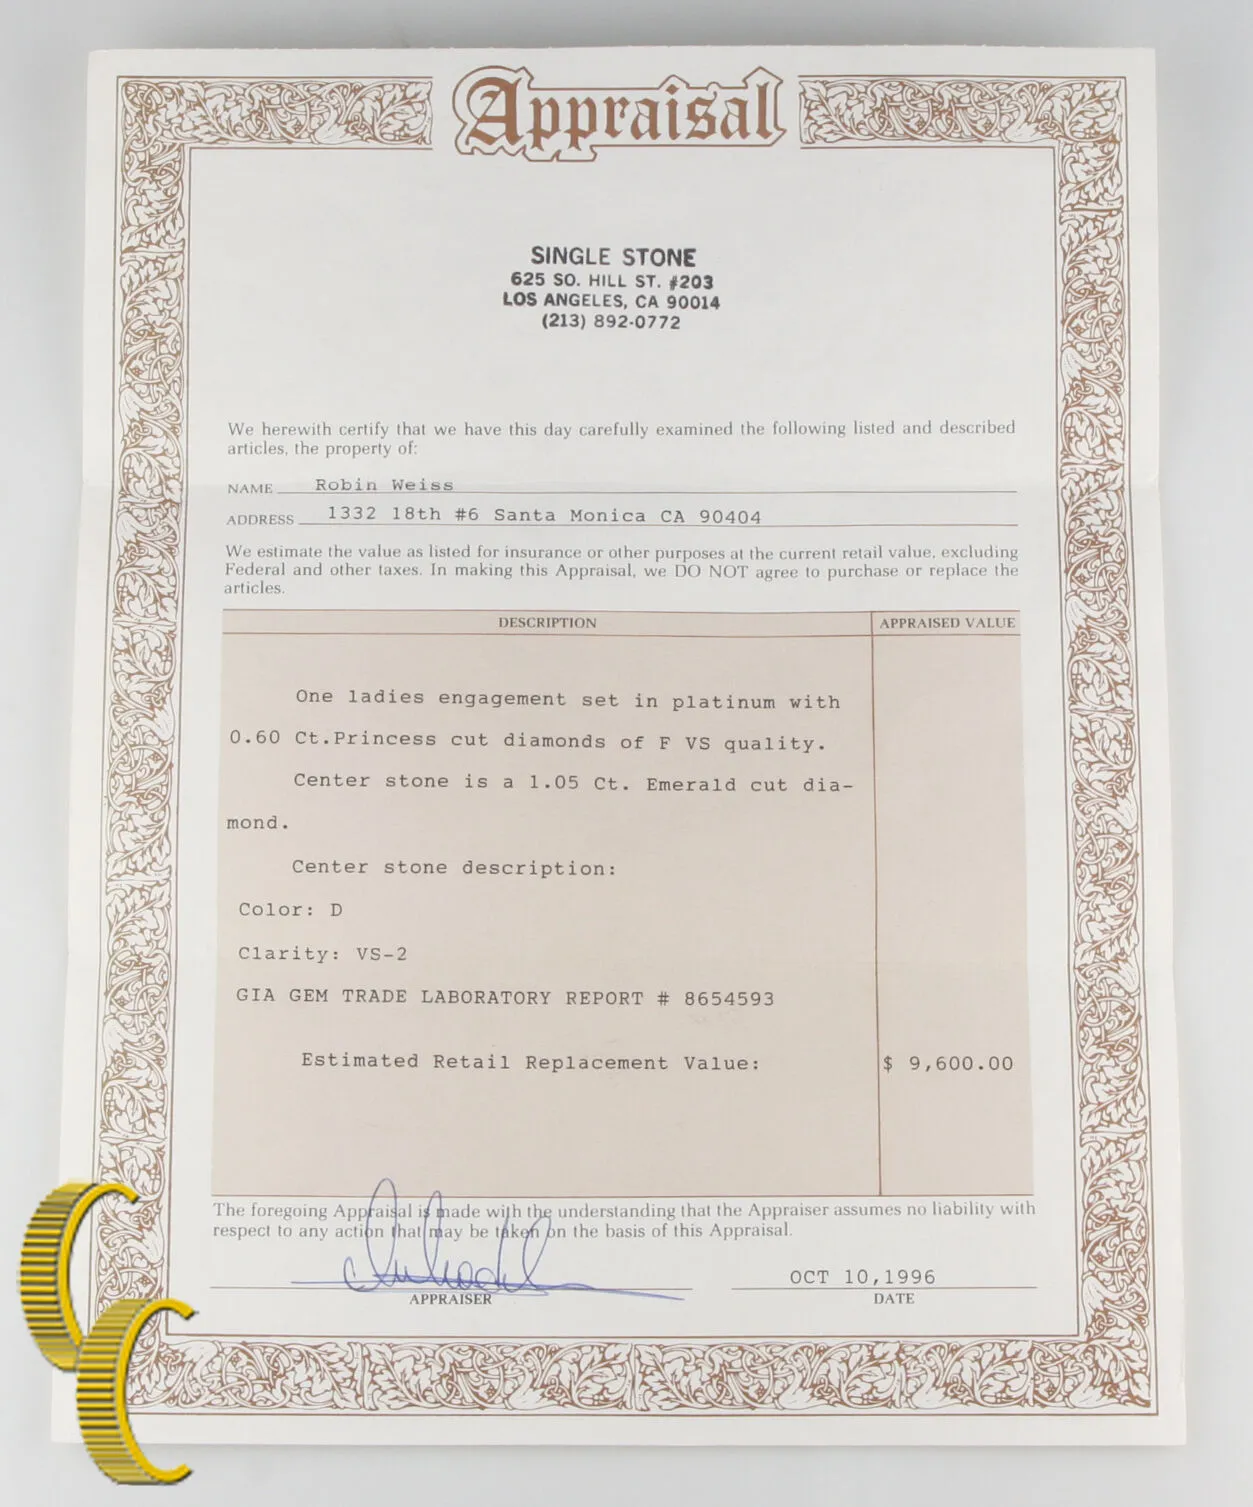 Appraisal
SINGLE STONE
625 SO. HILL ST. #203
LOS ANGELES, CA 90014
(213) 892-0772
We herewith certify that we have this day carefully examined the following listed and described
articles, the property of:
NAME Robin Weiss
ADDRESS 1332 18th #6 Santa Monica CA 90404
We estimate the value as listed for insurance or other purposes at the current retail value, excluding
Federal and other taxes. In making this Appraisal, we DO NOT agree to purchase or replace the
articles.
DESCRIPTION APPRAISED VALUE
One ladies engagement set in platinum with
0.60 Ct.Princess cut diamonds of F VS quality.
Center stone is a 1.05 Ct. Emerald cut dia-
mond.
Center stone description:
Color: D
Clarity: VS-2
GIA GEM TRADE LABORATORY REPORT # 8654593
Estimated Retail Replacement Value: $ 9,600.00
The foregoing Appraisal is made with the understanding that the Appraiser assumes no liability with
respect to any action that may be taken on the basis of this Appraisal.
OCT 10,1996
APPRAISER DATE